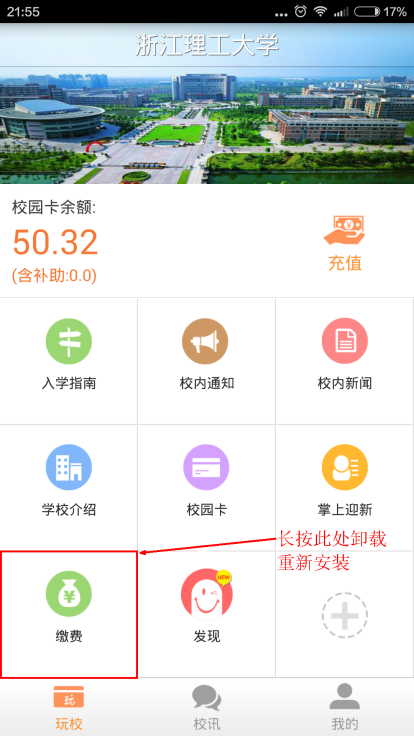 21:55
17%
浙江理工大学
校园卡余额:
50.32
(含补助:0.0)
充值
入学指南
校内通知
校内新闻
学校介绍
校园卡
掌上迎新
长按此处卸载
重新安装
缴费
NEW
发现
玩
玩校
校讯
我的